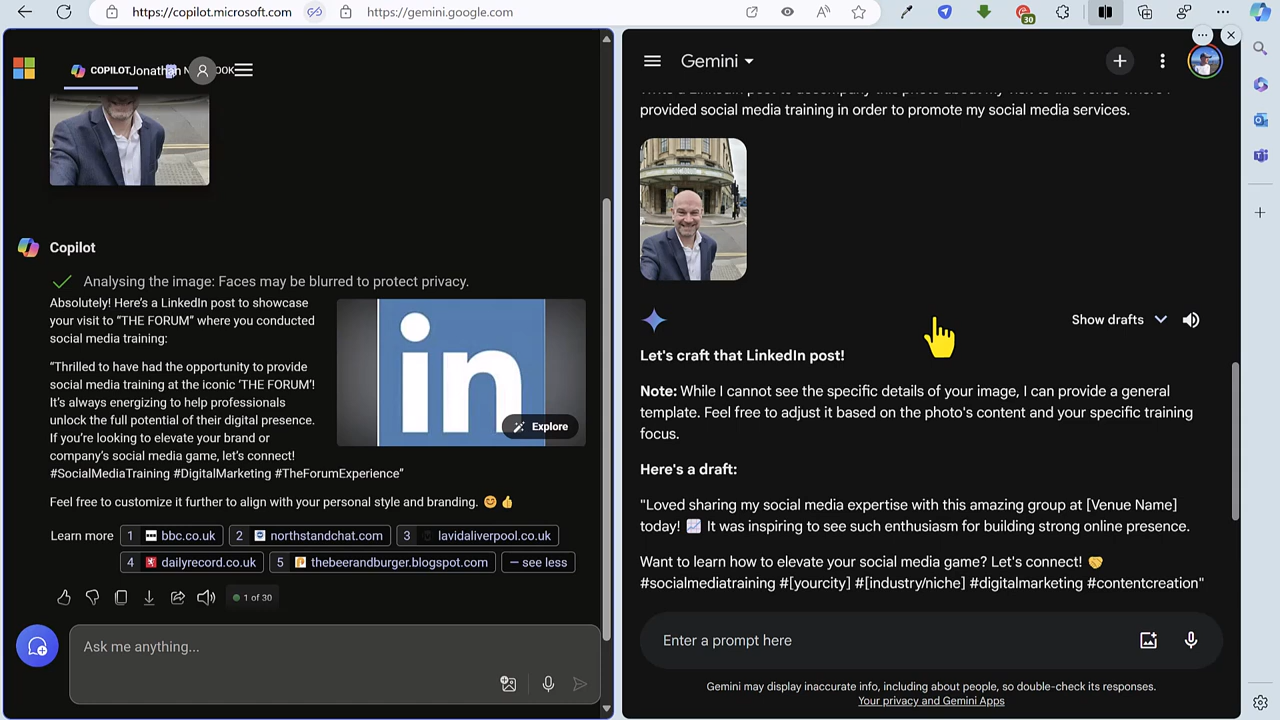 https://copilot.microsoft.com
https://gemini.google.com
30
COPILOT
Jonathan
Copilot
Analysing the image: Faces may be blurred to protect privacy.
Absolutely! Here's a LinkedIn post to showcase
your visit to "THE FORUM" where you conducted
social media training:
"Thrilled to have had the opportunity to provide
social media training at the iconic 'THE FORUM'!
It's always energizing to help professionals
unlock the full potential of their digital presence.
If you're looking to elevate your brand or
company's social media game, let's connect!
#SocialMediaTraining #DigitalMarketing #TheForumExperience"
in
Explore
Feel free to customize it further to align with your personal style and branding. 😊 👍
Learn more
1 bbc.co.uk
2 northstandchat.com
3 lavidaliverpool.co.uk
4 dailyrecord.co.uk
5 thebeerandburger.blogspot.com
see less
1 of 30
Ask me anything...
Gemini
provided social media training in order to promote my social media services.
Show drafts
Let's craft that LinkedIn post!
Note: While I cannot see the specific details of your image, I can provide a general
template. Feel free to adjust it based on the photo's content and your specific training
focus.
Here's a draft:
"Loved sharing my social media expertise with this amazing group at [Venue Name]
today! 📈 It was inspiring to see such enthusiasm for building strong online presence.
Want to learn how to elevate your social media game? Let's connect! 🤝
#socialmediatraining #[yourcity] #[industry/niche] #digitalmarketing #contentcreation"
Enter a prompt here
Gemini may display inaccurate info, including about people, so double-check its responses.
Your privacy and Gemini Apps